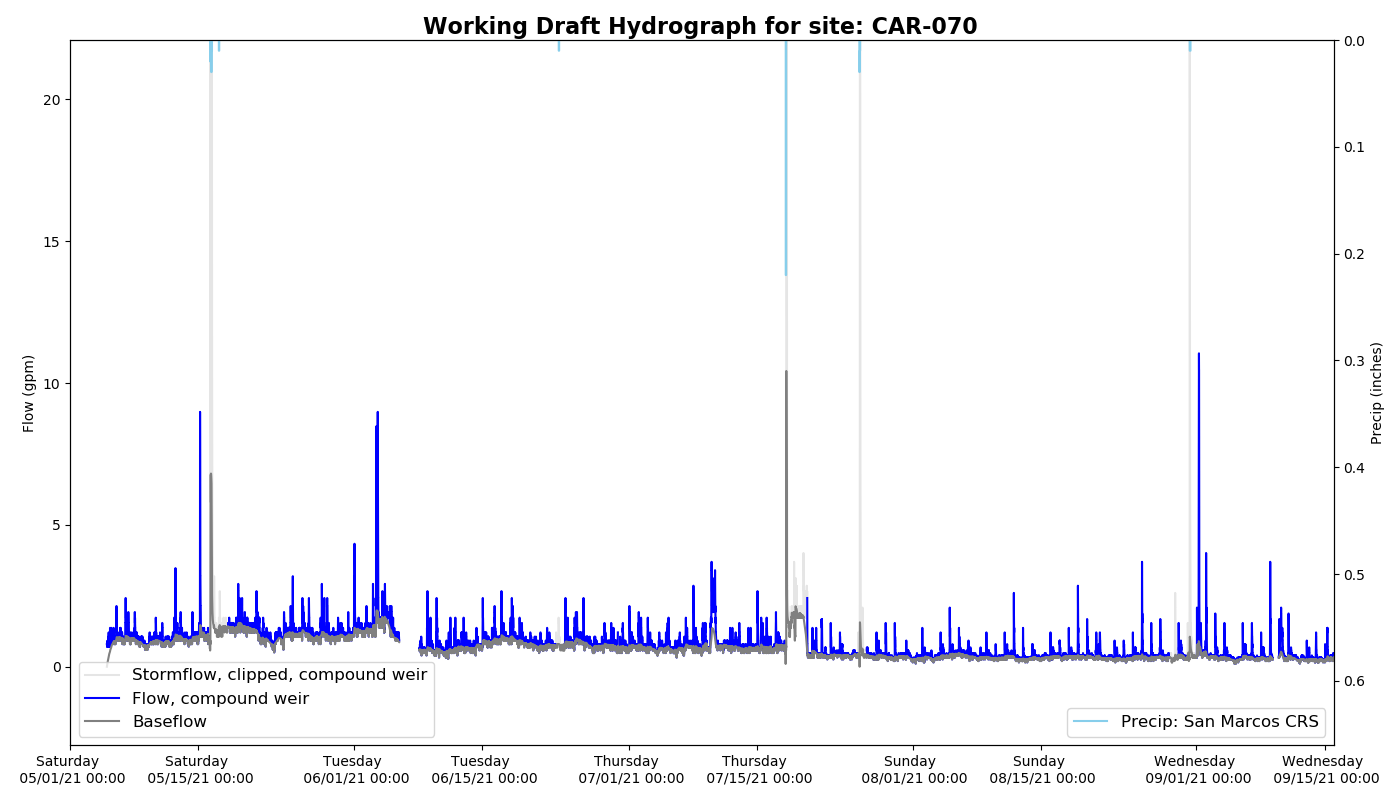 Working Draft Hydrograph for site: CAR-070
Flow (gpm)
20
15
10
5
0
0.0
0.1
0.2
0.3
0.4
0.5
0.6
Precip (inches)
Stormflow, clipped, compound weir
Flow, compound weir
Baseflow
Precip: San Marcos CRS
Saturday
05/01/21 00:00
Saturday
05/15/21 00:00
Tuesday
06/01/21 00:00
Tuesday
06/15/21 00:00
Thursday
07/01/21 00:00
Thursday
07/15/21 00:00
Sunday
08/01/21 00:00
Sunday
08/15/21 00:00
Wednesday
09/01/21 00:00
Wednesday
09/15/21 00:00